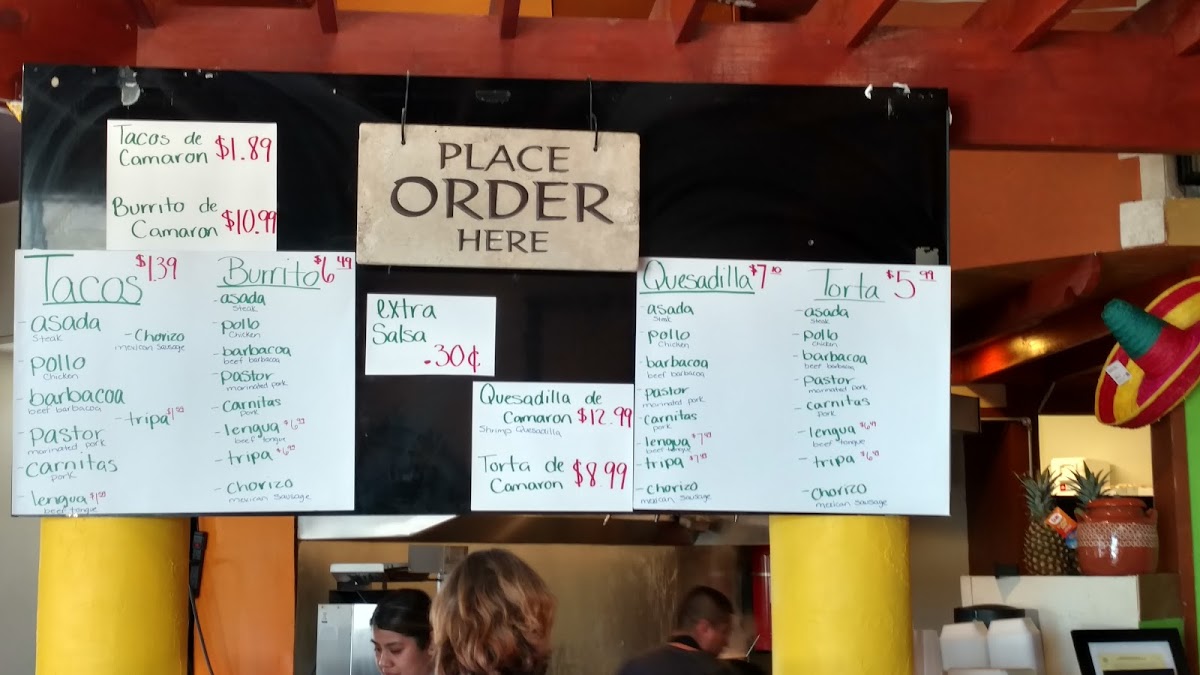 Tacos de
Camaron $1.89
Burrito de
Camaron $10.99
PLACE
ORDER
HERE
Tacos $1.39
asada
steak
Chorizo
mexican Sausage
pollo
Chicken
barbacoa
beef barbacoa
tripa
Pastor
marinated pork
Carnitas
pork
lengua
beef tongue
Burrito $6.49
asada
Steak
pollo
Chicken
barbacoa
beef barbacoa
Pastor
marinated pork
Carnitas
pork
lengua
beef tongue
tripa
Chorizo
mexican Sausage
extra
Salsa
.30¢
Quesadilla de
Camaron $12.99
Shrimp Quesadilla
Torta de
Camaron $8.99
Quesadilla
asada
Steak
pollo
Chicken
barbacoa
beef barbacoa
Pastor
marinated pork
Carnitas
pork
lengua
beef tongue
tripa
Chorizo
mexican Sausage
Torta $5.99
asada
Steak
pollo
Chicken
barbacoa
beef barbacoa
Pastor
marinated pork
Carnitas
pork
lengua
beef tongue
tripa
Chorizo
mexican Sausage